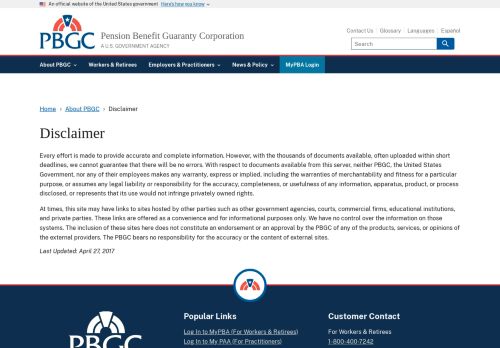 An official website of the United States government Here's how you know
PBGC
Pension Benefit Guaranty Corporation
A U.S. GOVERNMENT AGENCY
Contact Us Glossary Languages Español
Search
About PBGC Workers & Retirees Employers & Practitioners News & Policy MyPBA Login
Home › About PBGC › Disclaimer
Disclaimer
Every effort is made to provide accurate and complete information. However, with the thousands of documents available, often uploaded within short
deadlines, we cannot guarantee that there will be no errors. With respect to documents available from this server, neither PBGC, the United States
Government, nor any of their employees makes any warranty, express or implied, including the warranties of merchantability and fitness for a particular
purpose, or assumes any legal liability or responsibility for the accuracy, completeness, or usefulness of any information, apparatus, product, or process
disclosed, or represents that its use would not infringe privately owned rights.
At times, this site may have links to sites hosted by other parties such as other government agencies, courts, commercial firms, educational institutions,
and private parties. These links are offered as a convenience and for informational purposes only. We have no control over the information on those
systems. The inclusion of these sites here does not constitute an endorsement or an approval by the PBGC of any of the products, services, or opinions
of the external providers. The PBGC bears no responsibility for the accuracy or the content of external sites.
Last Updated: April 27, 2017
PBGC
Popular Links
Log In to MyPBA (For Workers & Retirees)
Log In to My PAA (For Practitioners)
Customer Contact
For Workers & Retirees
1-800-400-7242